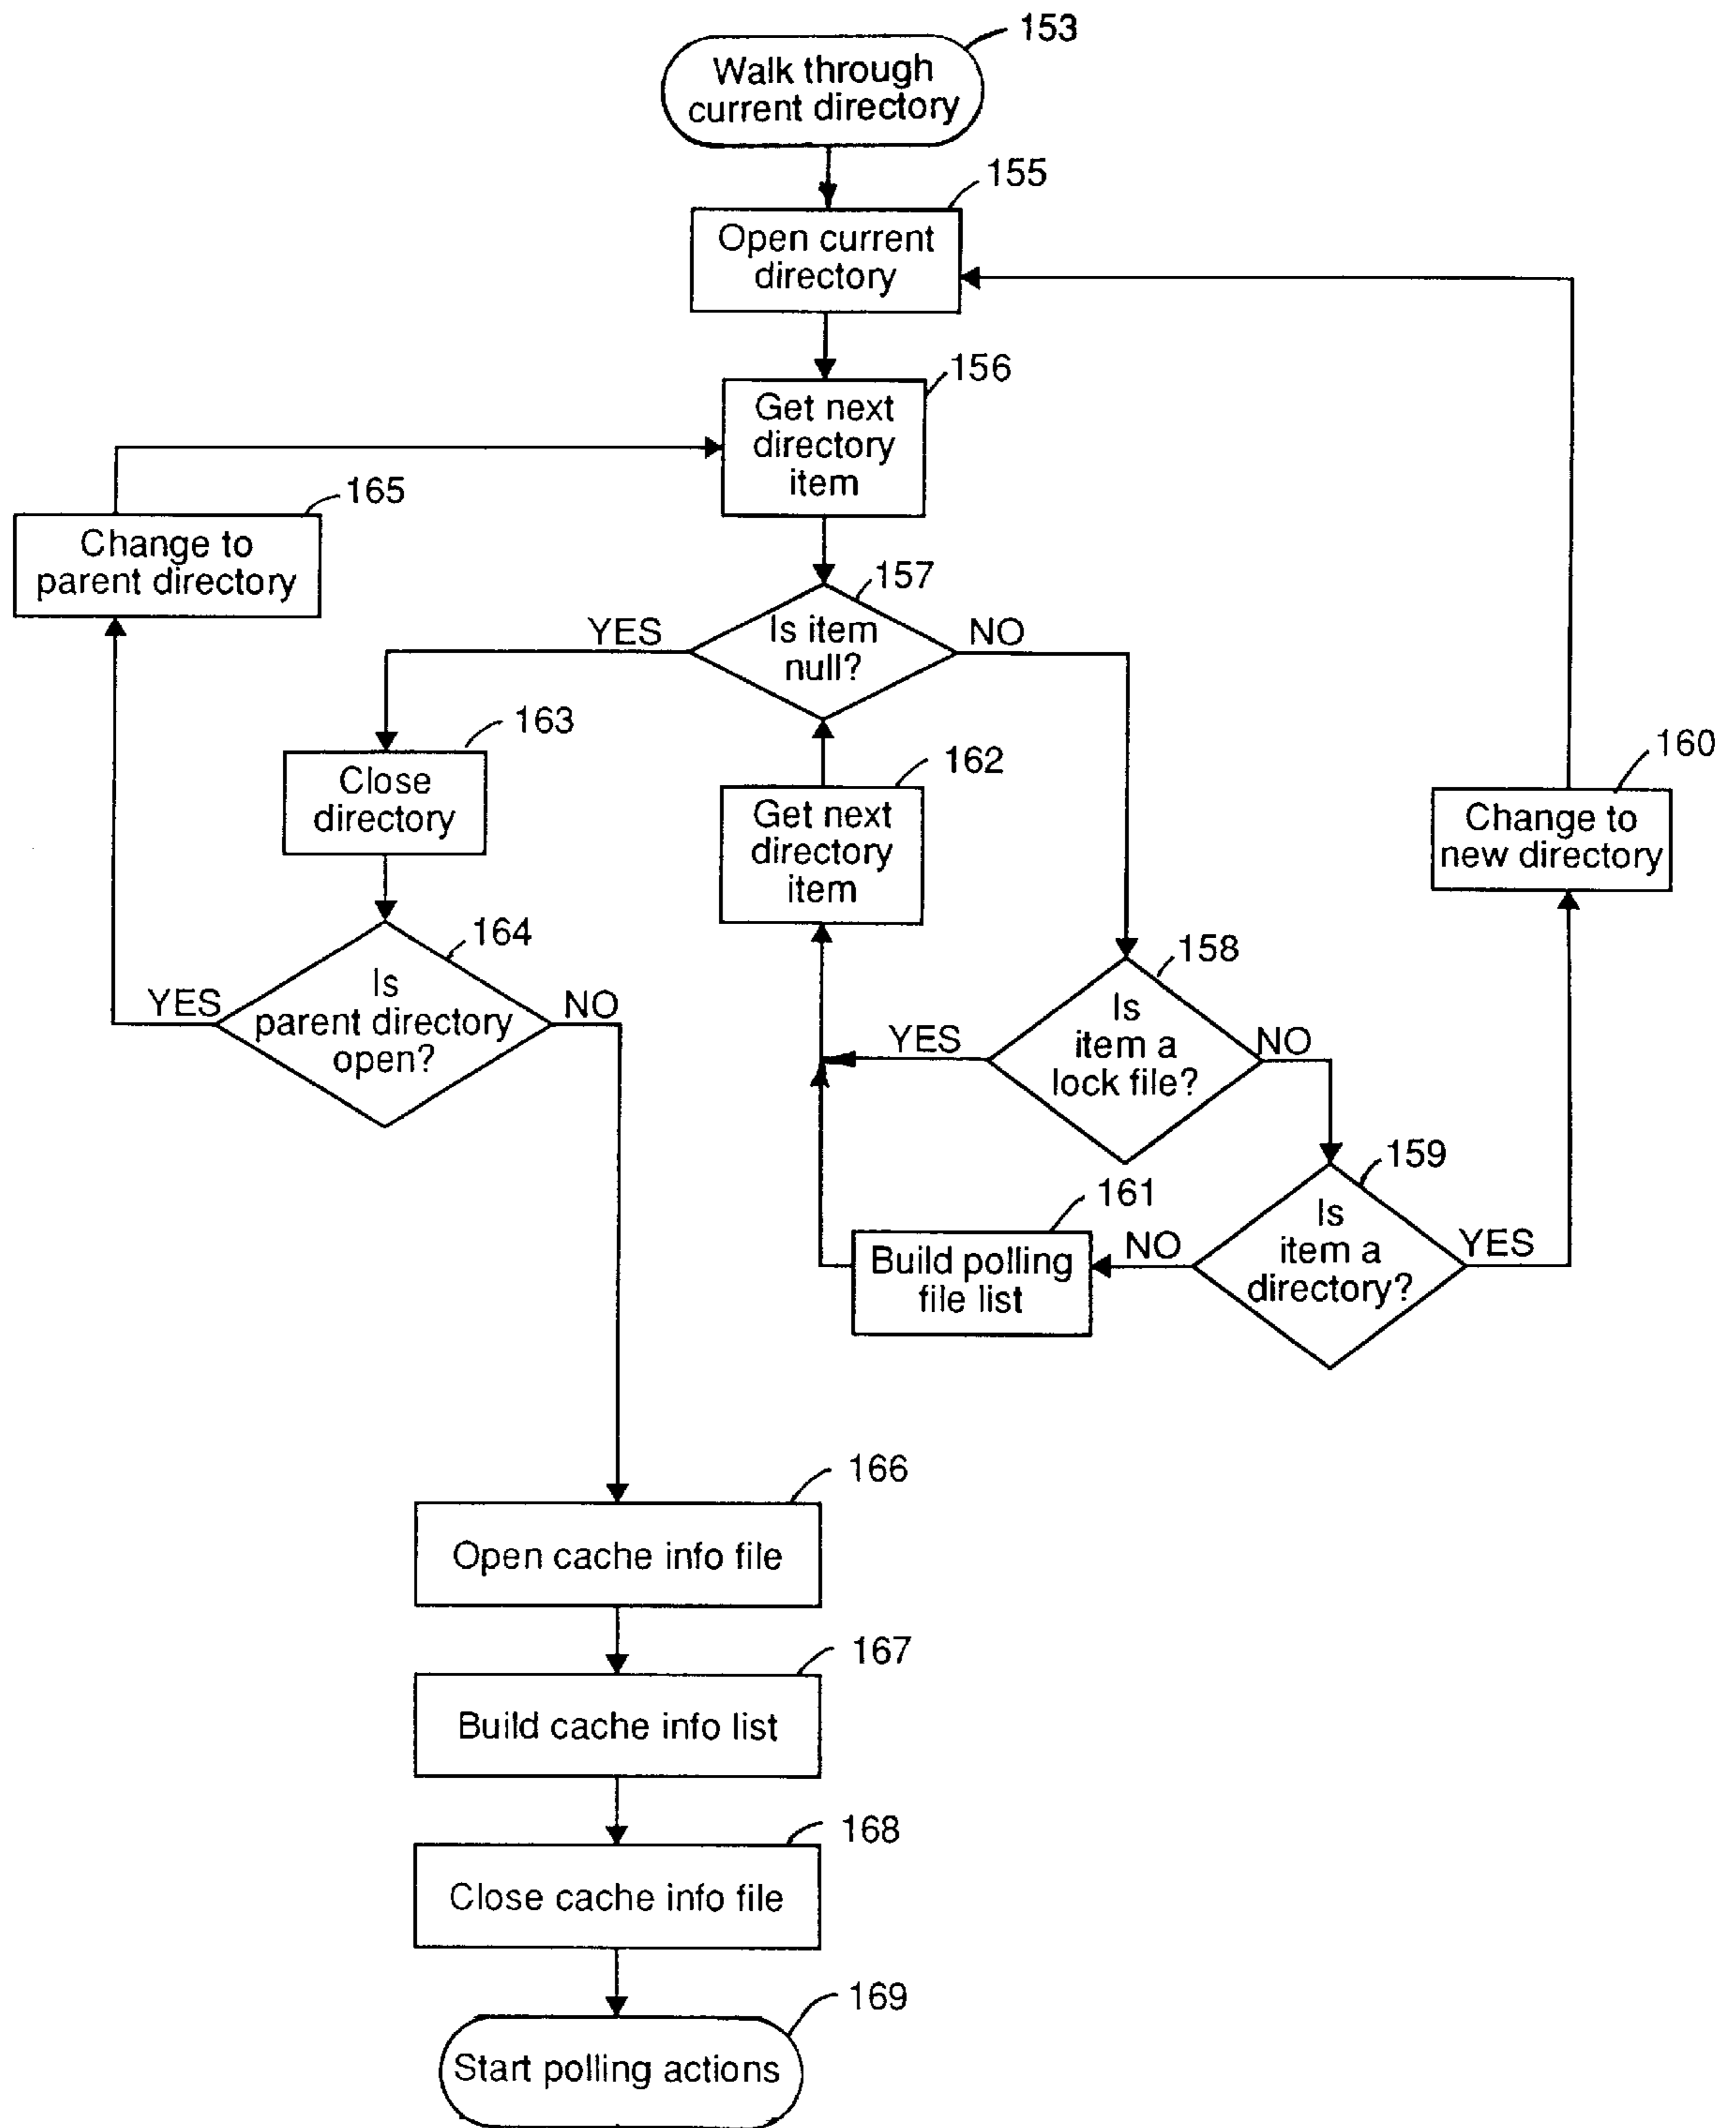 153
Walk through
current directory
155
Open current
directory
156
Get next
directory
item
165
Change to
parent directory
157
Is item
null?
YES
NO
163
Close
directory
162
Get next
directory
item
160
Change to
new directory
164
Is
parent directory
open?
YES
NO
158
Is
item a
lock file?
YES
NO
159
Is
item a
directory?
NO
YES
161
Build polling
file list
166
Open cache info file
167
Build cache info list
168
Close cache info file
169
Start polling actions